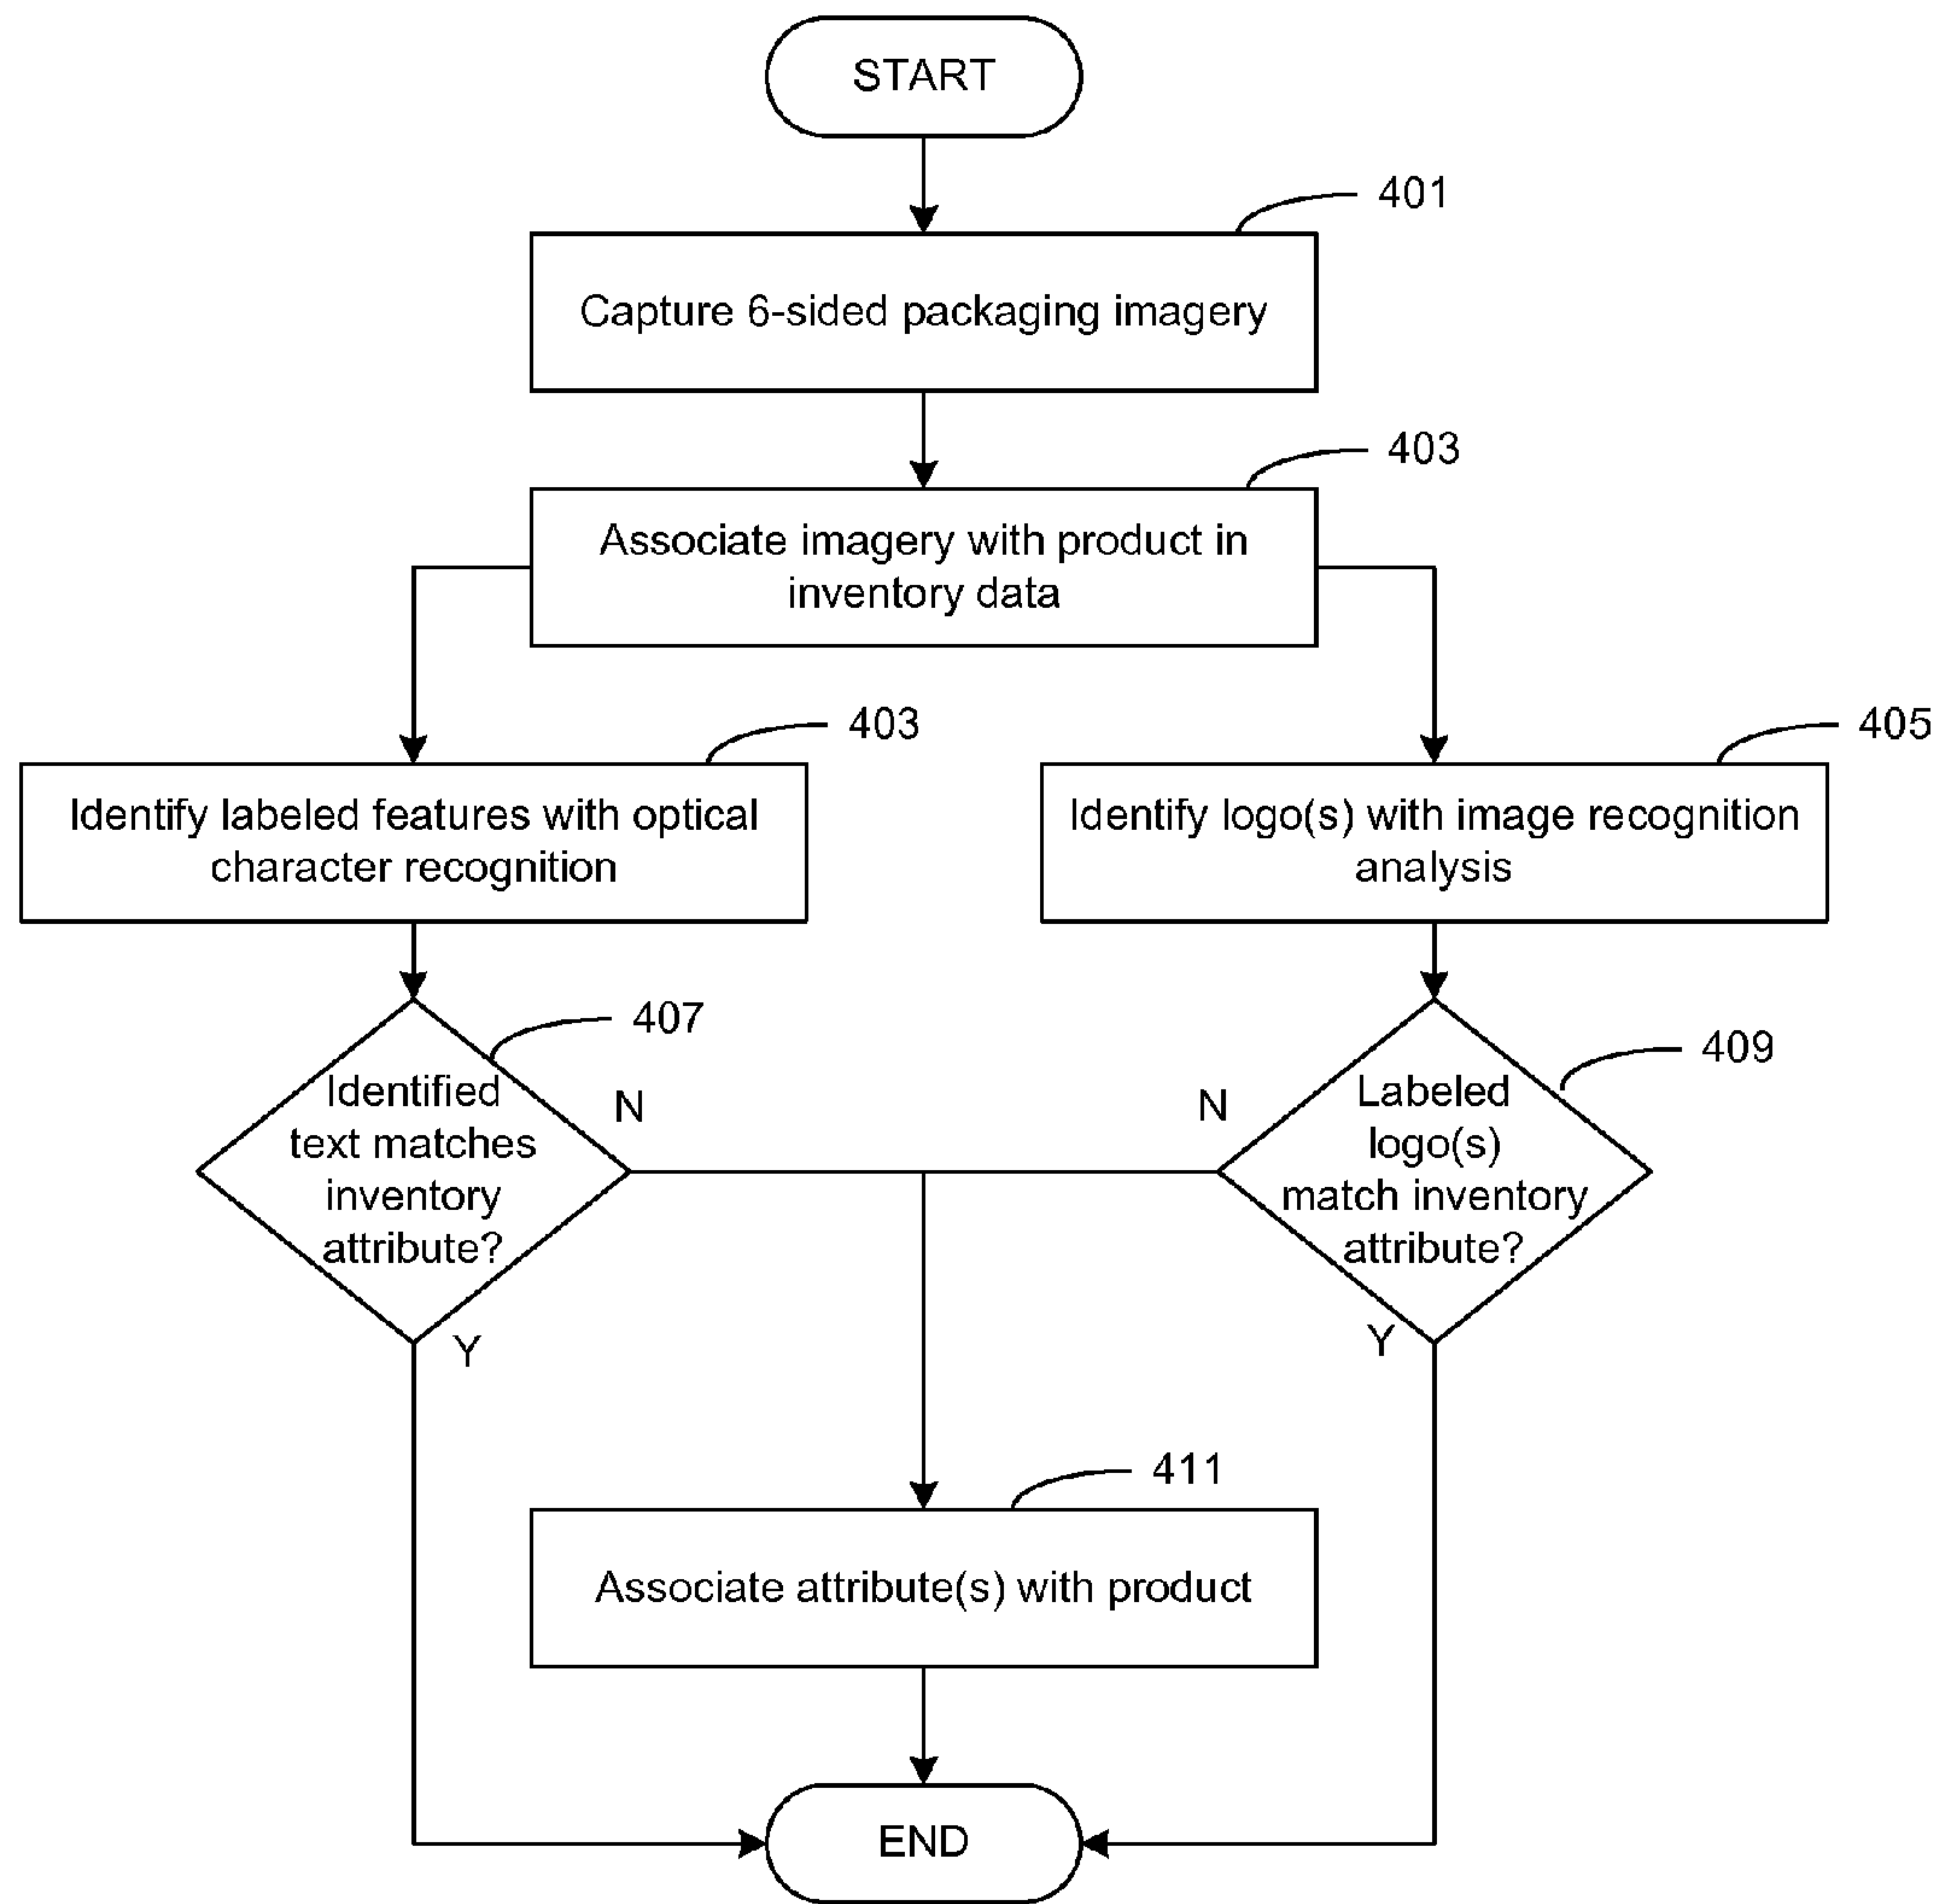 START
401
Capture 6-sided packaging imagery
403
Associate imagery with product in
inventory data
403
405
Identify labeled features with optical
character recognition
Identify logo(s) with image recognition
analysis
407
409
Identified
text matches
inventory
attribute?
N
N
Labeled
logo(s)
match inventory
attribute?
Y
Y
411
Associate attribute(s) with product
END